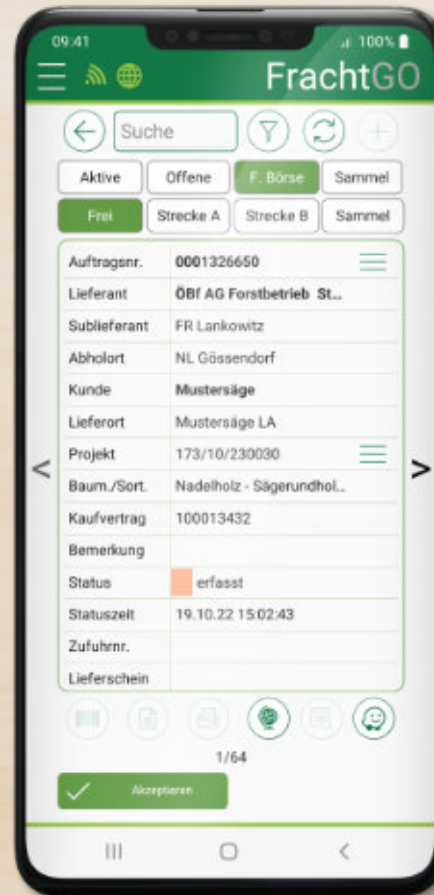 09:41 100%
FrachtGO
Suche
Aktive Offene F. Börse Sammel
Frei Strecke A Strecke B Sammel
Auftragsnr. 0001326650
Lieferant ÖBf AG Forstbetrieb St...
Sublieferant FR Lankowitz
Abholort NL Gössendorf
Kunde Mustersäge
Lieferort Mustersäge LA
Projekt 173/10/230030
Baum./Sort. Nadelholz - Sägerundhol...
Kaufvertrag 100013432
Bemerkung
Status erfasst
Statuszeit 19.10.22 15:02:43
Zufuhrnr.
Lieferschein
1/64
Akzeptieren